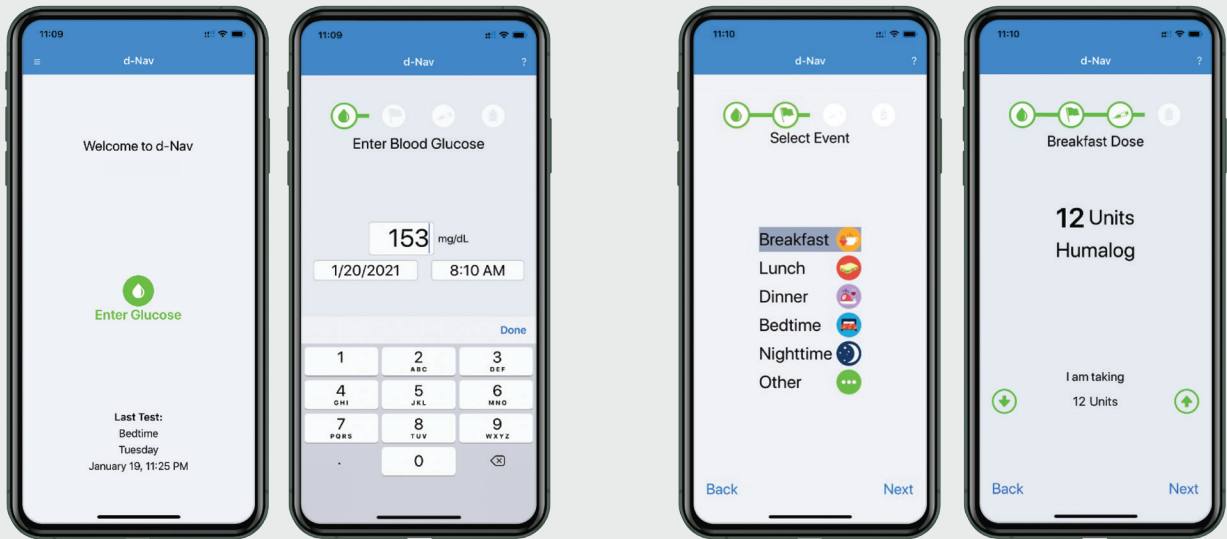 11:09
d-Nav
Welcome to d-Nav
Enter Glucose
Last Test:
Bedtime
Tuesday
January 19, 11:25 PM
11:09
d-Nav ?
Enter Blood Glucose
153 mg/dL
1/20/2021 8:10 AM
Done
1 2 3
ABC DEF
4 5 6
GHI JKL MNO
7 8 9
PQRS TUV WXYZ
. 0
11:10
d-Nav ?
Select Event
Breakfast
Lunch
Dinner
Bedtime
Nighttime
Other
Back Next
11:10
d-Nav ?
Breakfast Dose
12 Units
Humalog
I am taking
12 Units
Back Next